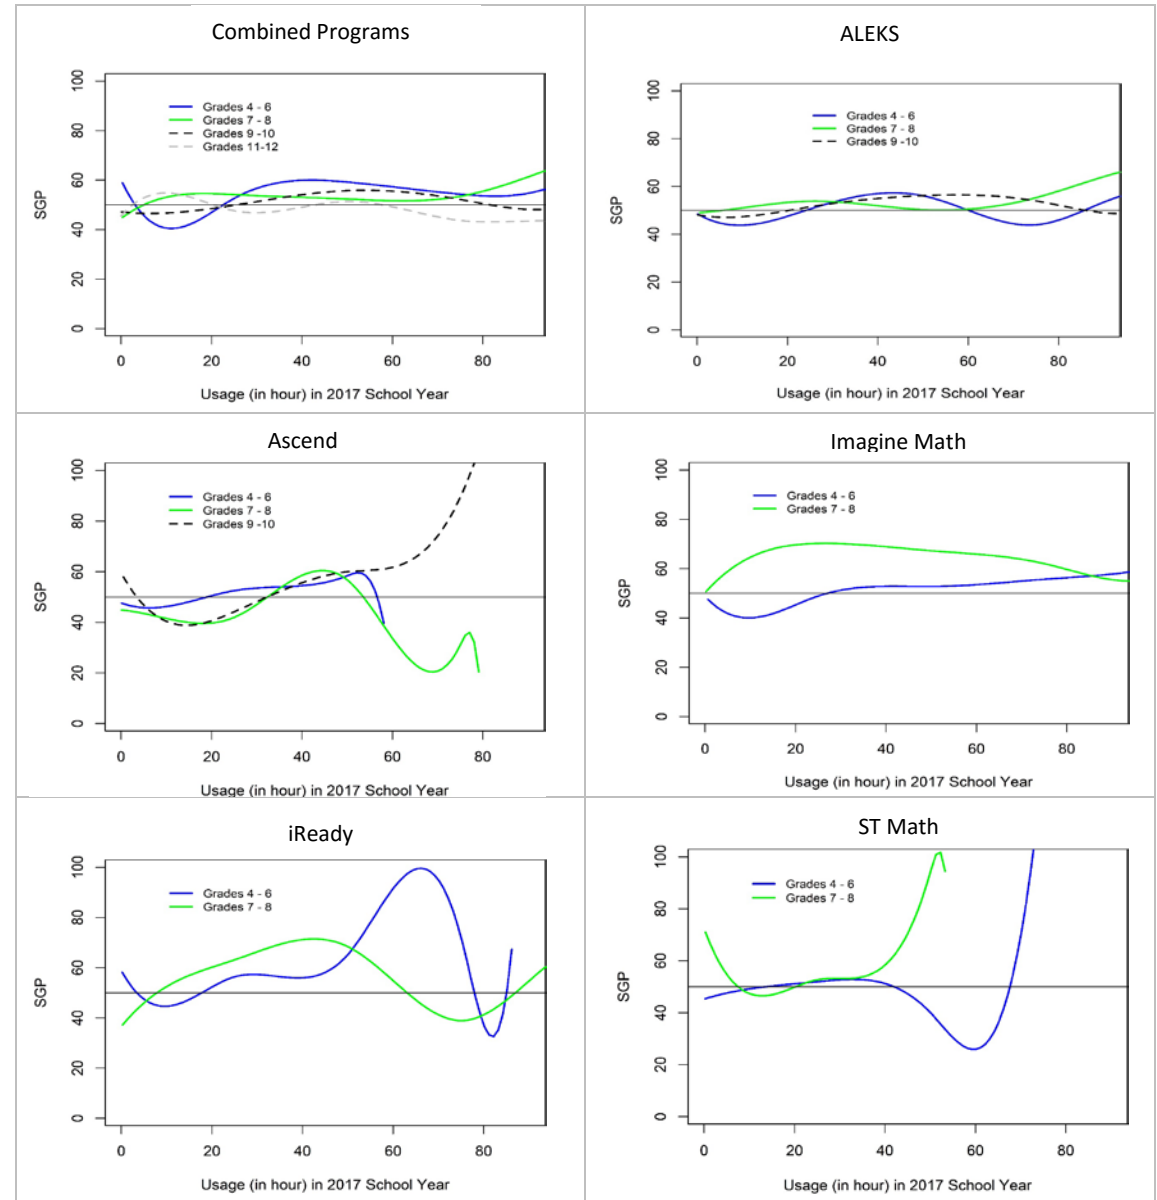 Combined Programs
100
80
60
40
20
0
SGP
Grades 4 - 6
Grades 7 - 8
Grades 9 -10
Grades 11-12
0 20 40 60 80
Usage (in hour) in 2017 School Year
ALEKS
100
80
60
40
20
0
SGP
Grades 4 - 6
Grades 7 - 8
Grades 9 -10
0 20 40 60 80
Usage (in hour) in 2017 School Year
Ascend
100
80
60
40
20
0
SGP
Grades 4 - 6
Grades 7 - 8
Grades 9 -10
0 20 40 60 80
Usage (in hour) in 2017 School Year
Imagine Math
100
80
60
40
20
0
SGP
Grades 4 - 6
Grades 7 - 8
0 20 40 60 80
Usage (in hour) in 2017 School Year
iReady
100
80
60
40
20
0
SGP
Grades 4 - 6
Grades 7 - 8
0 20 40 60 80
Usage (in hour) in 2017 School Year
ST Math
100
80
60
40
20
0
SGP
Grades 4 - 6
Grades 7 - 8
0 20 40 60 80
Usage (in hour) in 2017 School Year